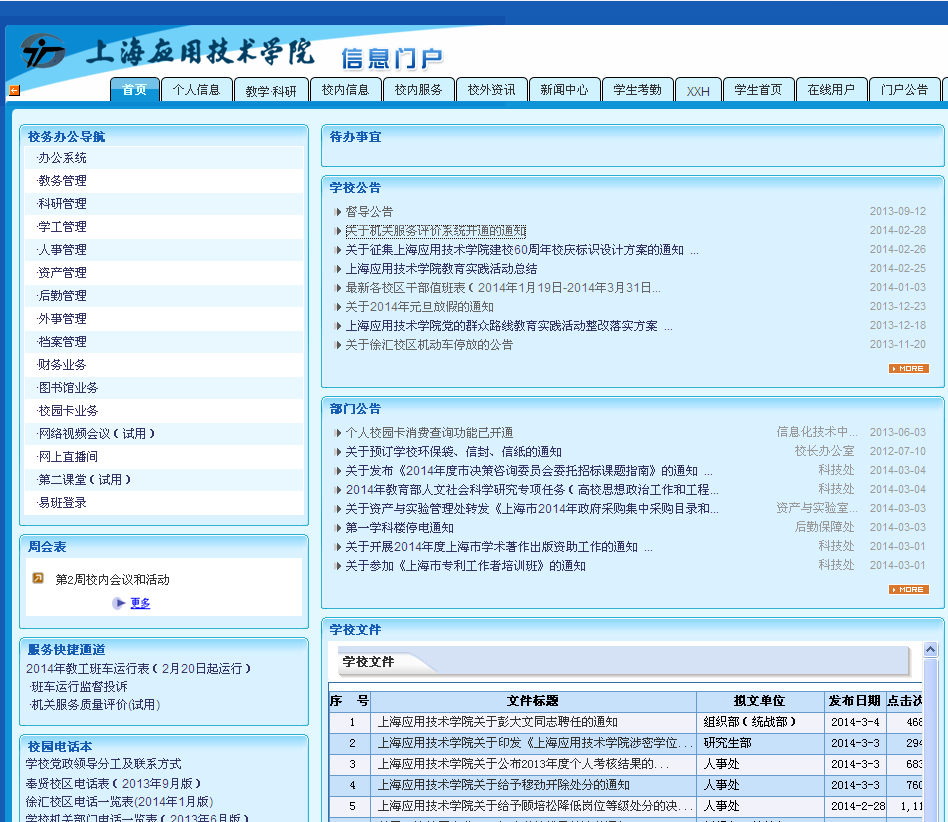 上海应用技术学院 信息门户
首页 个人信息 教学科研 校内信息 校内服务 校外资讯 新闻中心 学生考勤 XXH 学生首页 在线用户 门户公告
校务办公导航
·办公系统
·教务管理
·科研管理
·学工管理
·人事管理
·资产管理
·后勤管理
·外事管理
·档案管理
·财务业务
·图书馆业务
·校园卡业务
·网络视频会议（试用）
·网上直播间
·第二课堂（试用）
·易班登录
周会表
第2周校内会议和活动
更多
服务快捷通道
2014年教工班车运行表（2月20日起运行）
·班车运行监督投诉
·机关服务质量评价(试用)
校园电话本
学校党政领导分工及联系方式
奉贤校区电话表（2013年9月版）
徐汇校区电话一览表(2014年1月版)
学校机关部门电话一览表（2013年6月版）
待办事宜
学校公告
督导公告 2013-09-12
关于机关服务评价系统开通的通知 2014-02-28
关于征集上海应用技术学院建校60周年校庆标识设计方案的通知 ... 2014-02-26
上海应用技术学院教育实践活动总结 2014-02-25
最新各校区干部值班表（2014年1月19日-2014年3月31日... 2014-01-03
关于2014年元旦放假的通知 2013-12-23
上海应用技术学院党的群众路线教育实践活动整改落实方案 ... 2013-12-18
关于徐汇校区机动车停放的公告 2013-11-20
MORE
部门公告
个人校园卡消费查询功能已开通 信息化技术中... 2013-06-03
关于预订学校环保袋、信封、信纸的通知 校长办公室 2012-07-10
关于发布《2014年度市决策咨询委员会委托招标课题指南》的通知 ... 科技处 2014-03-04
2014年教育部人文社会科学研究专项任务（高校思想政治工作和工程... 科技处 2014-03-04
关于资产与实验管理处转发《上海市2014年政府采购集中采购目录和... 资产与实验室... 2014-03-03
第一学科楼停电通知 后勤保障处 2014-03-03
关于开展2014年度上海市学术著作出版资助工作的通知 ... 科技处 2014-03-01
关于参加《上海市专利工作者培训班》的通知 科技处 2014-03-01
MORE
学校文件
学校文件
序 号 文件标题 拟文单位 发布日期 点击次
1 上海应用技术学院关于彭大文同志聘任的通知 组织部（统战部） 2014-3-4 468
2 上海应用技术学院关于印发《上海应用技术学院涉密学位... 研究生部 2014-3-3 294
3 上海应用技术学院关于公布2013年度个人考核结果的... 人事处 2014-3-3 683
4 上海应用技术学院关于给予穆劲开除处分的通知 人事处 2014-3-3 760
5 上海应用技术学院关于给予顾培松降低岗位等级处分的决... 人事处 2014-2-28 1,11